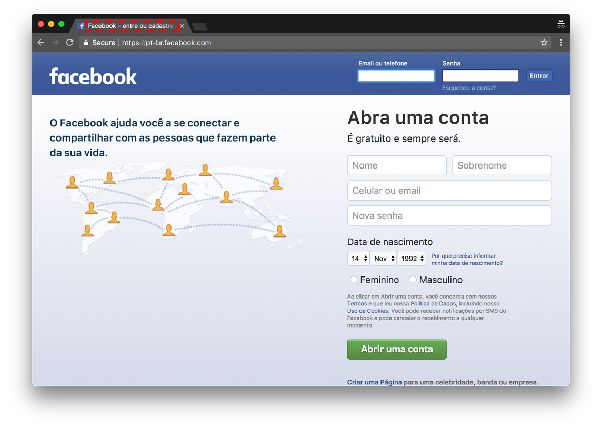 Facebook – entre ou cadastre
Secure | https://pt-br.facebook.com
facebook
Email ou telefone
Senha
Entrar
Esqueceu a conta?
O Facebook ajuda você a se conectar e
compartilhar com as pessoas que fazem parte
da sua vida.
Abra uma conta
É gratuito e sempre será.
Nome
Sobrenome
Celular ou email
Nova senha
Data de nascimento
14 Nov 1992
Por que preciso informar
minha data de nascimento?
Feminino Masculino
Ao clicar em Abrir uma conta, você concorda com nossos
Termos e que leu nossa Política de Dados, incluindo nosso
Uso de Cookies. Você pode receber notificações por SMS do
Facebook e pode cancelar o recebimento a qualquer
momento.
Abrir uma conta
Criar uma Página para uma celebridade, banda ou empresa.